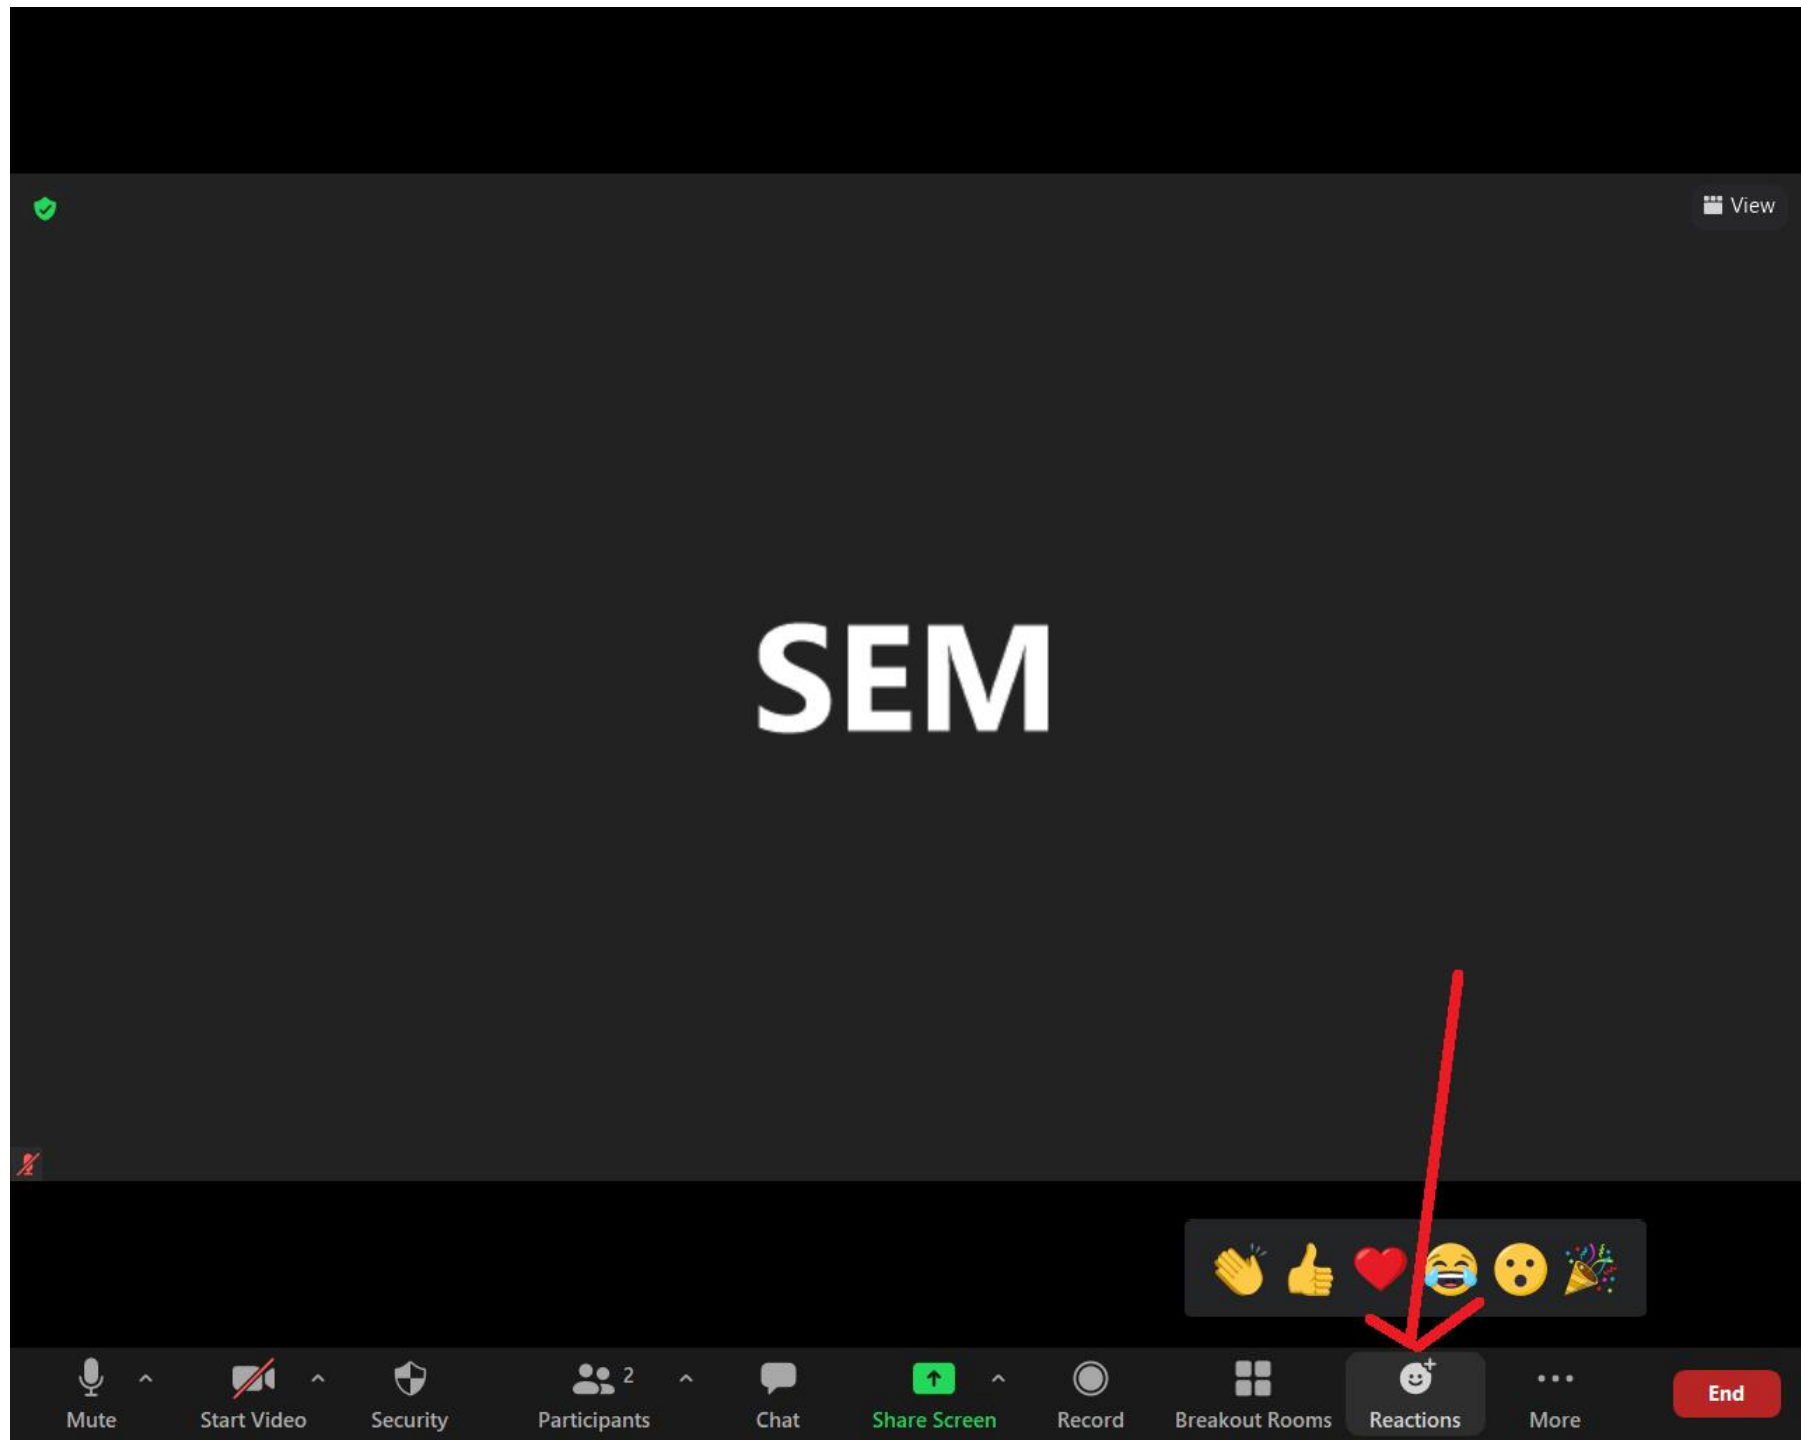 View
SEM
2
Mute
Start Video
Security
Participants
Chat
Share Screen
Record
Breakout Rooms
Reactions
More
End